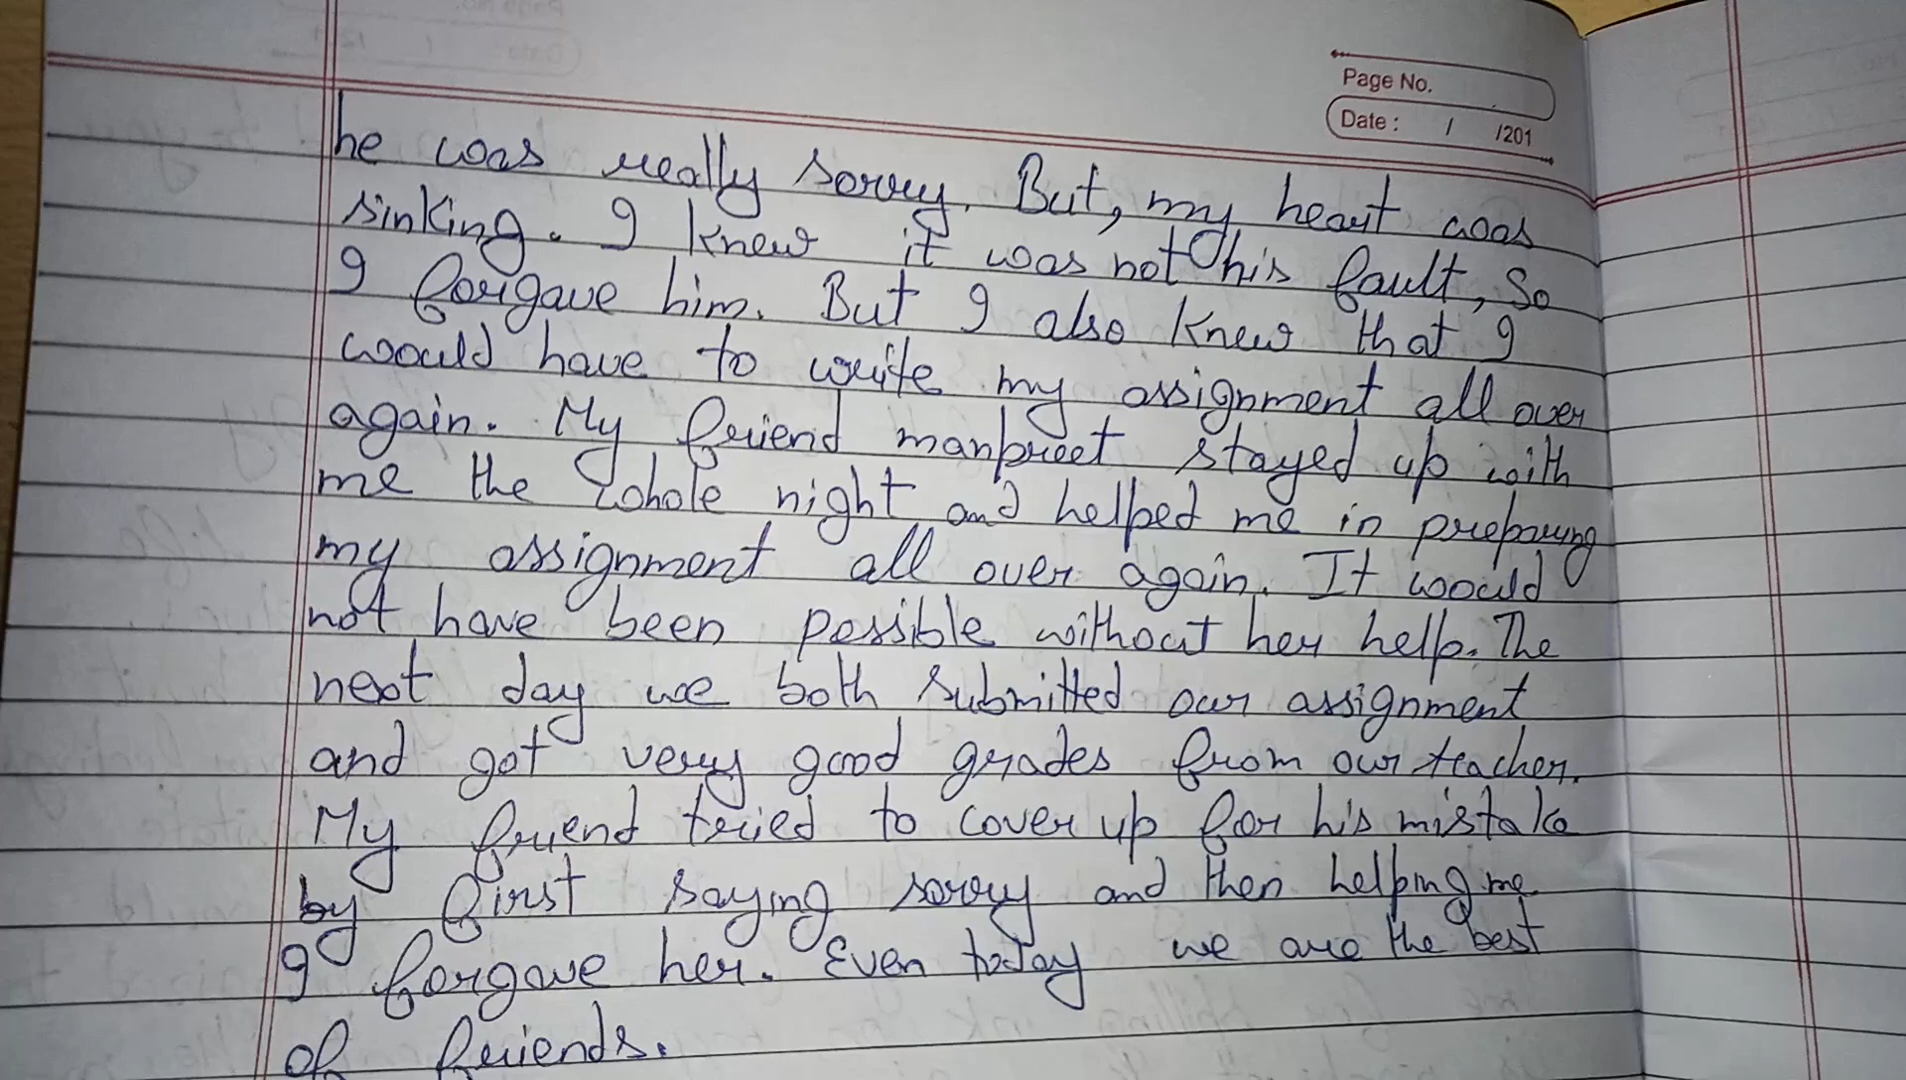 Page No.
Date : / /201
he was really sorry. But, my heart was
sinking. I knew it was not his fault, So
I forgave him. But I also knew that I
would have to write my assignment all over
again. My friend manpreet stayed up with
me the whole night and helped me in preparing
my assignment all over again. It would
not have been possible without her help. The
next day we both submitted our assignment
and got very good grades from our teacher.
My friend tried to cover up for his mistake
by first saying sorry and then helping me.
I forgave her. Even today we are the best
of friends.